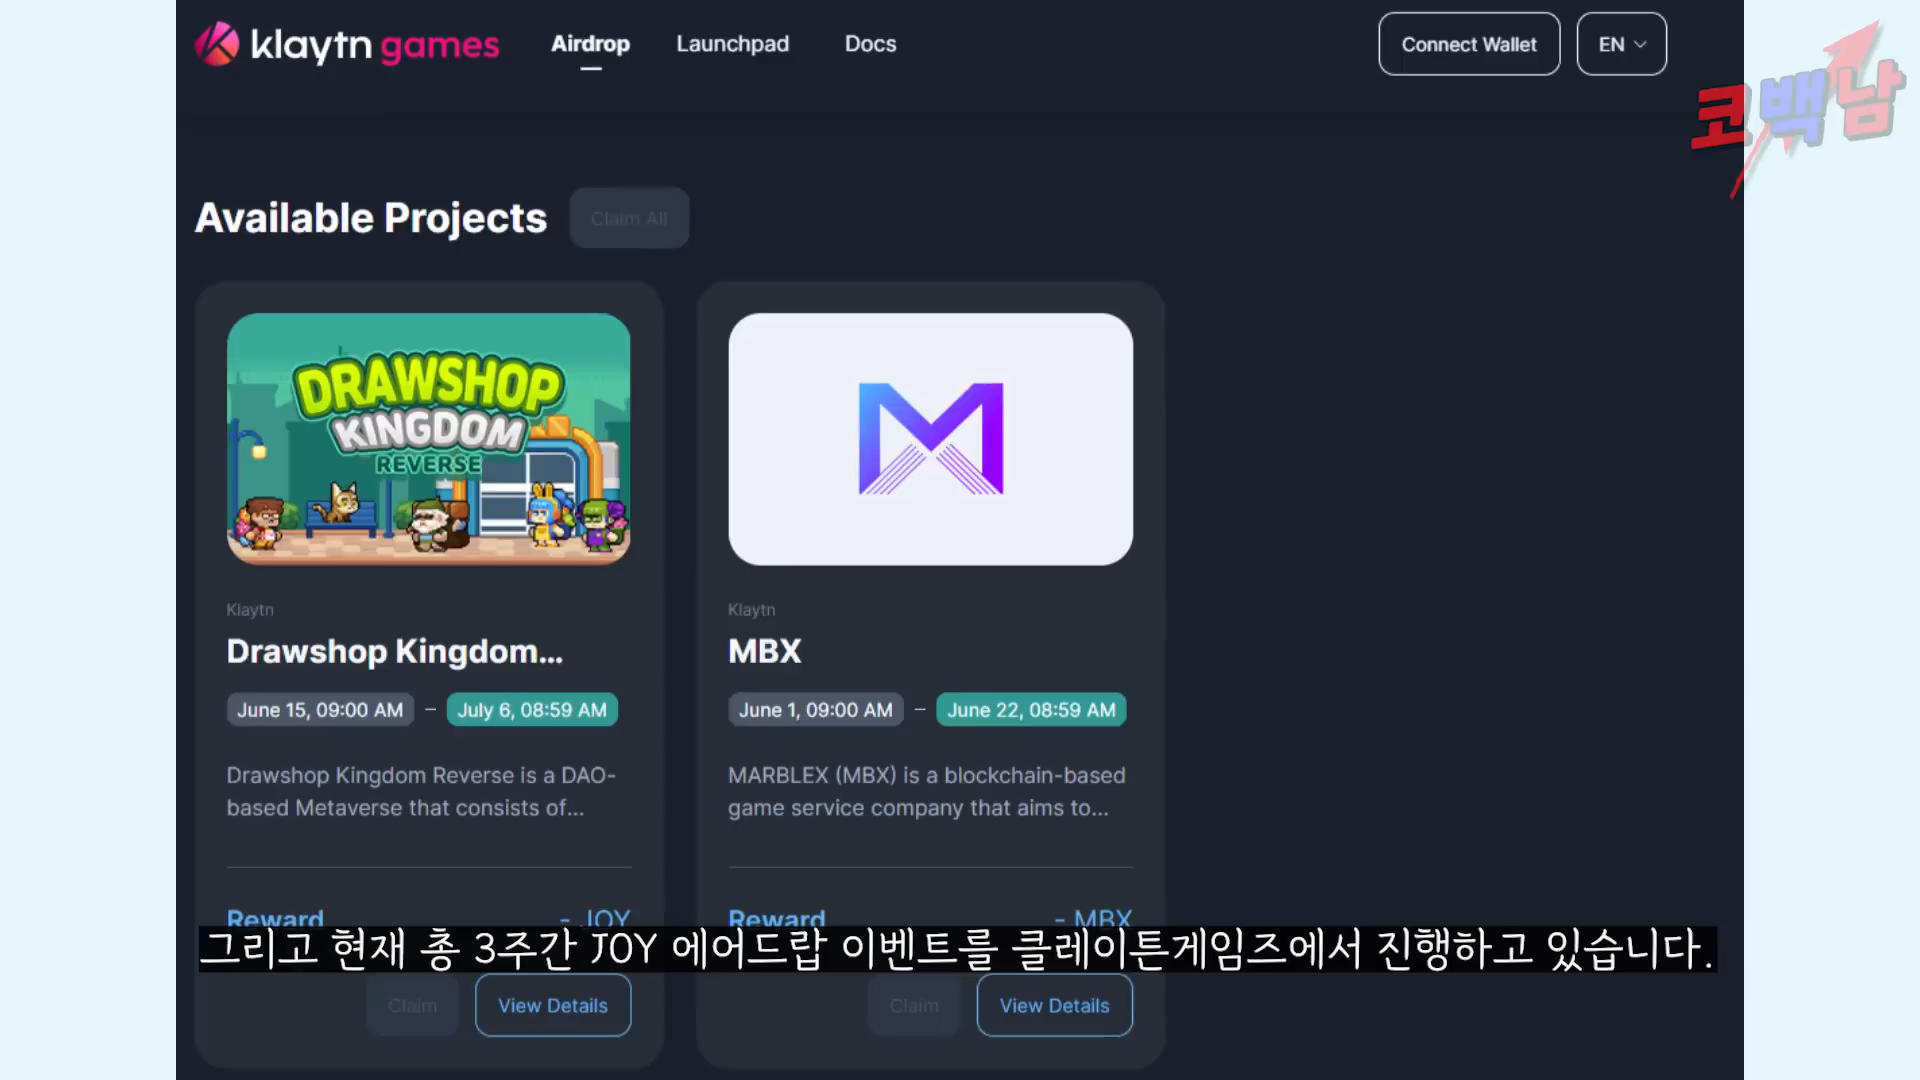 klaytn games
Airdrop
Launchpad
Docs
Connect Wallet
EN
코백남
Available Projects
Claim All
DRAWSHOP
KINGDOM
REVERSE
Klaytn
Drawshop Kingdom...
June 15, 09:00 AM – July 6, 08:59 AM
Drawshop Kingdom Reverse is a DAO-
based Metaverse that consists of...
Reward - JOY
Claim
View Details
Klaytn
MBX
June 1, 09:00 AM – June 22, 08:59 AM
MARBLEX (MBX) is a blockchain-based
game service company that aims to...
Reward - MBX
Claim
View Details
그리고 현재 총 3주간 JOY 에어드랍 이벤트를 클레이튼게임즈에서 진행하고 있습니다.